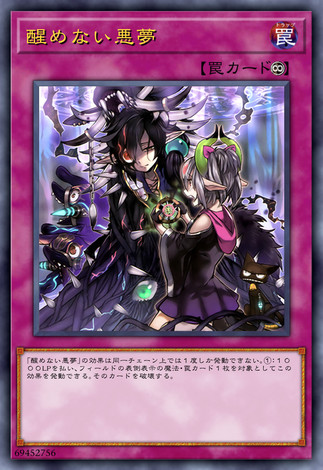 醒めない悪夢
トラップ
罠
【罠カード】
「醒めない悪夢」の効果は同一チェーン上では1度しか発動できない。①:10
00LPを払い、フィールドの表側表示の魔法・罠カード1枚を対象としてこの
効果を発動できる。そのカードを破壊する。
69452756